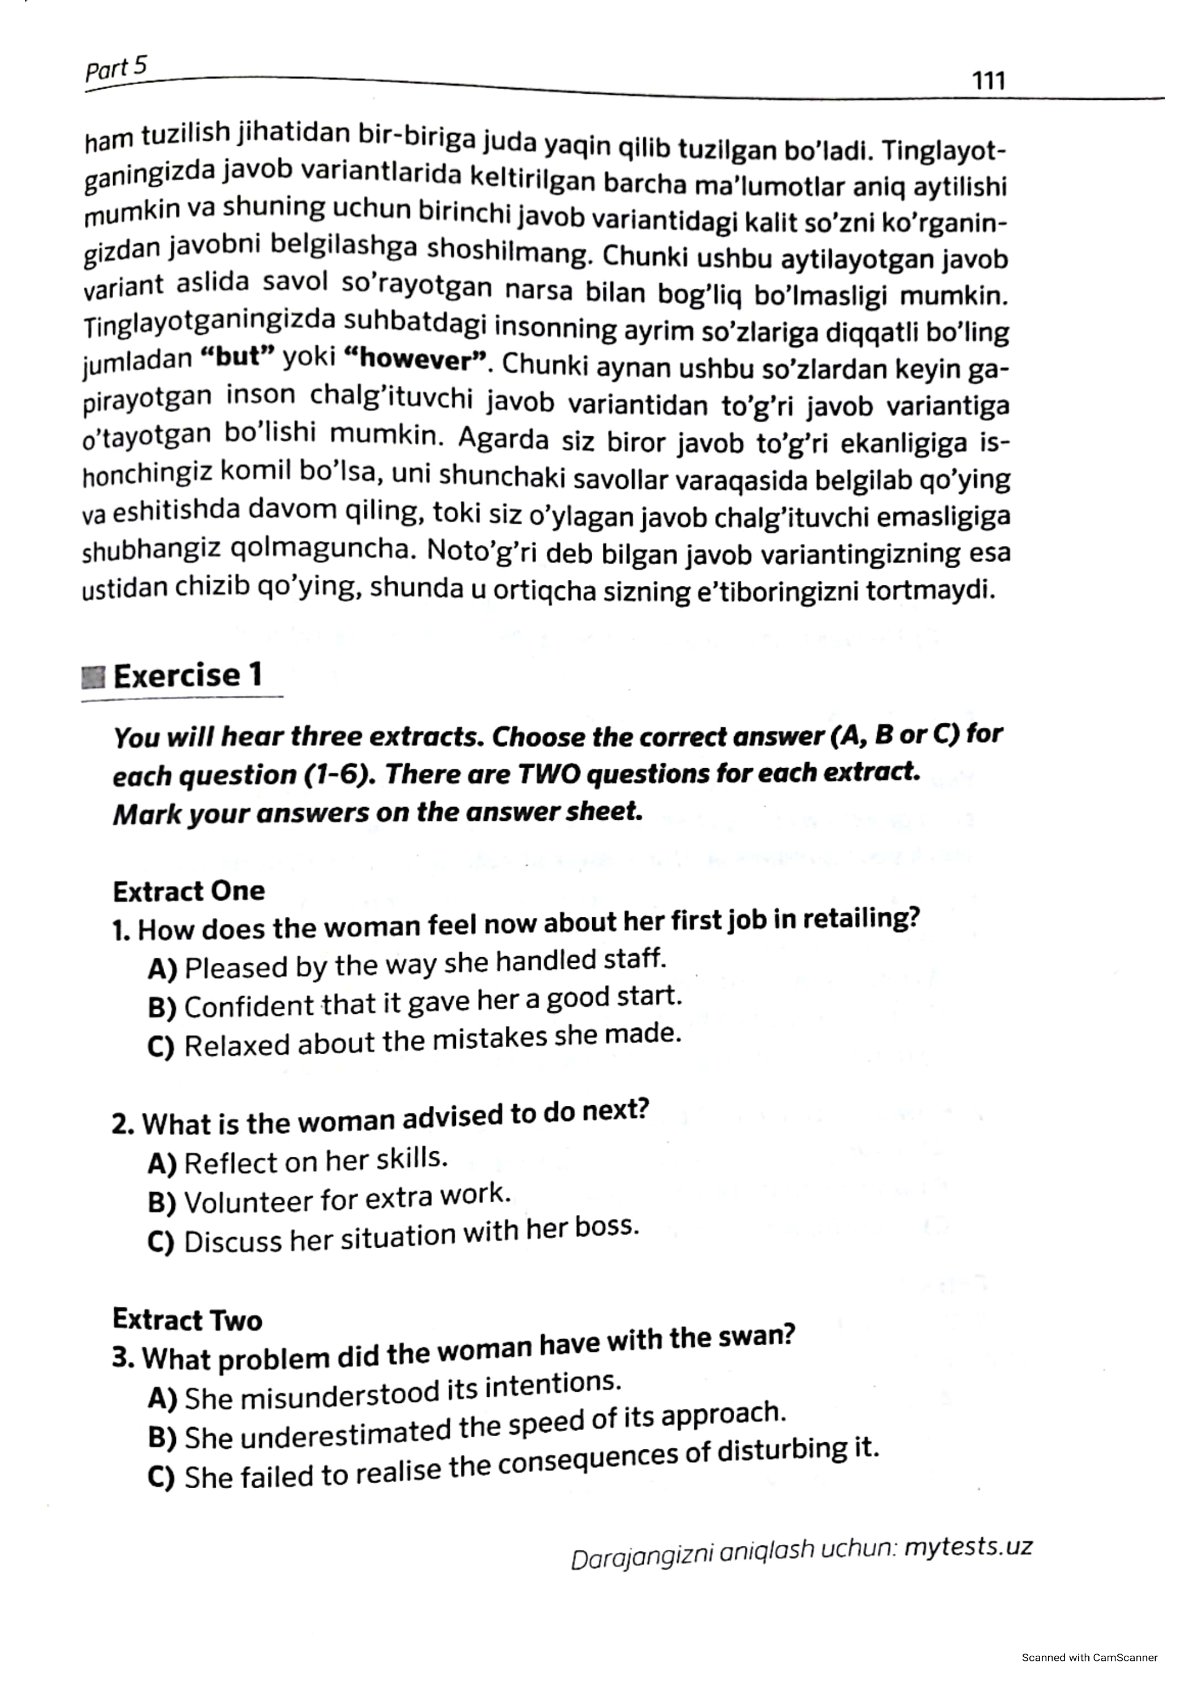 Part 5
111
ham tuzilish jihatidan bir-biriga juda yaqin qilib tuzilgan bo'ladi. Tinglayot-
ganingizda javob variantlarida keltirilgan barcha ma'lumotlar aniq aytilishi
mumkin va shuning uchun birinchi javob variantidagi kalit so'zni ko'rganin-
gizdan javobni belgilashga shoshilmang. Chunki ushbu aytilayotgan javob
variant aslida savol so'rayotgan narsa bilan bog'liq bo'lmasligi mumkin.
Tinglayotganingizda suhbatdagi insonning ayrim so'zlariga diqqatli bo'ling
jumladan “but” yoki “however”. Chunki aynan ushbu so'zlardan keyin ga-
pirayotgan inson chalg'ituvchi javob variantidan to'g'ri javob variantiga
o'tayotgan bo'lishi mumkin. Agarda siz biror javob to'g'ri ekanligiga is-
honchingiz komil bo'lsa, uni shunchaki savollar varaqasida belgilab qo'ying
va eshitishda davom qiling, toki siz o'ylagan javob chalg'ituvchi emasligiga
shubhangiz qolmaguncha. Noto'g'ri deb bilgan javob variantingizning esa
ustidan chizib qo'ying, shunda u ortiqcha sizning e'tiboringizni tortmaydi.
Exercise 1
You will hear three extracts. Choose the correct answer (A, B or C) for
each question (1-6). There are TWO questions for each extract.
Mark your answers on the answer sheet.
Extract One
1. How does the woman feel now about her first job in retailing?
A) Pleased by the way she handled staff.
B) Confident that it gave her a good start.
C) Relaxed about the mistakes she made.
2. What is the woman advised to do next?
A) Reflect on her skills.
B) Volunteer for extra work.
C) Discuss her situation with her boss.
Extract Two
3. What problem did the woman have with the swan?
A) She misunderstood its intentions.
B) She underestimated the speed of its approach.
C) She failed to realise the consequences of disturbing it.
Darajangizni aniqlash uchun: mytests.uz
Scanned with CamScanner